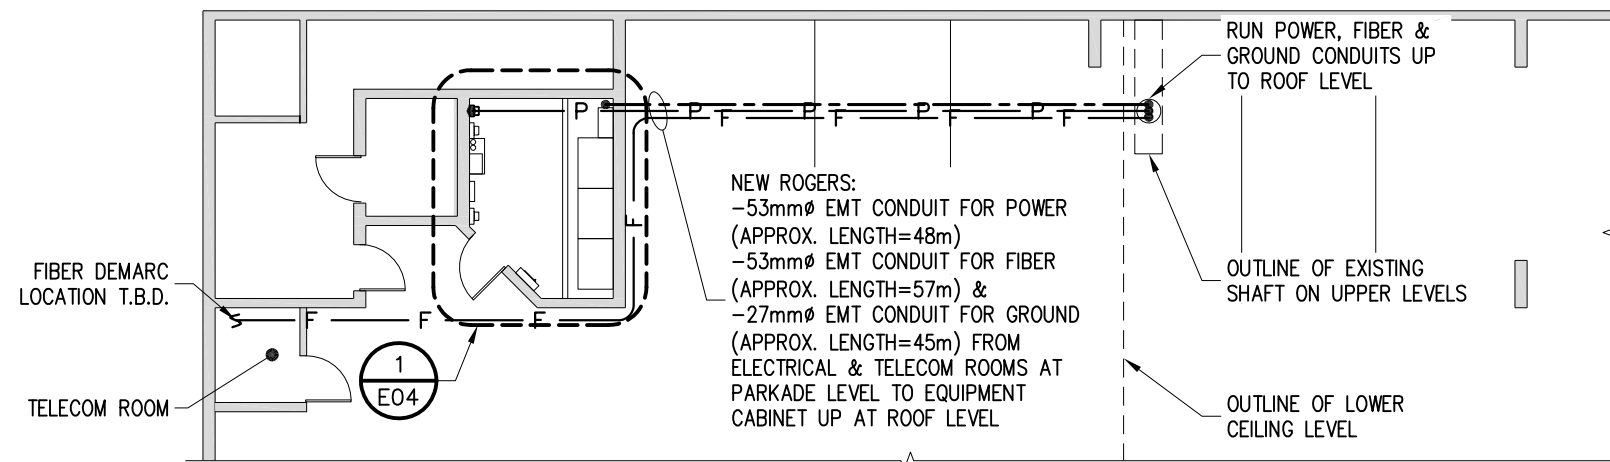 RUN POWER, FIBER &
GROUND CONDUITS UP
TO ROOF LEVEL
P
P
P
P
P
F
F
F
F
NEW ROGERS:
-53mmø EMT CONDUIT FOR POWER
(APPROX. LENGTH=48m)
-53mmø EMT CONDUIT FOR FIBER
(APPROX. LENGTH=57m) &
-27mmø EMT CONDUIT FOR GROUND
(APPROX. LENGTH=45m) FROM
ELECTRICAL & TELECOM ROOMS AT
PARKADE LEVEL TO EQUIPMENT
CABINET UP AT ROOF LEVEL
F
FIBER DEMARC
LOCATION T.B.D.
OUTLINE OF EXISTING
SHAFT ON UPPER LEVELS
F
F
F
1
E04
TELECOM ROOM
OUTLINE OF LOWER
CEILING LEVEL